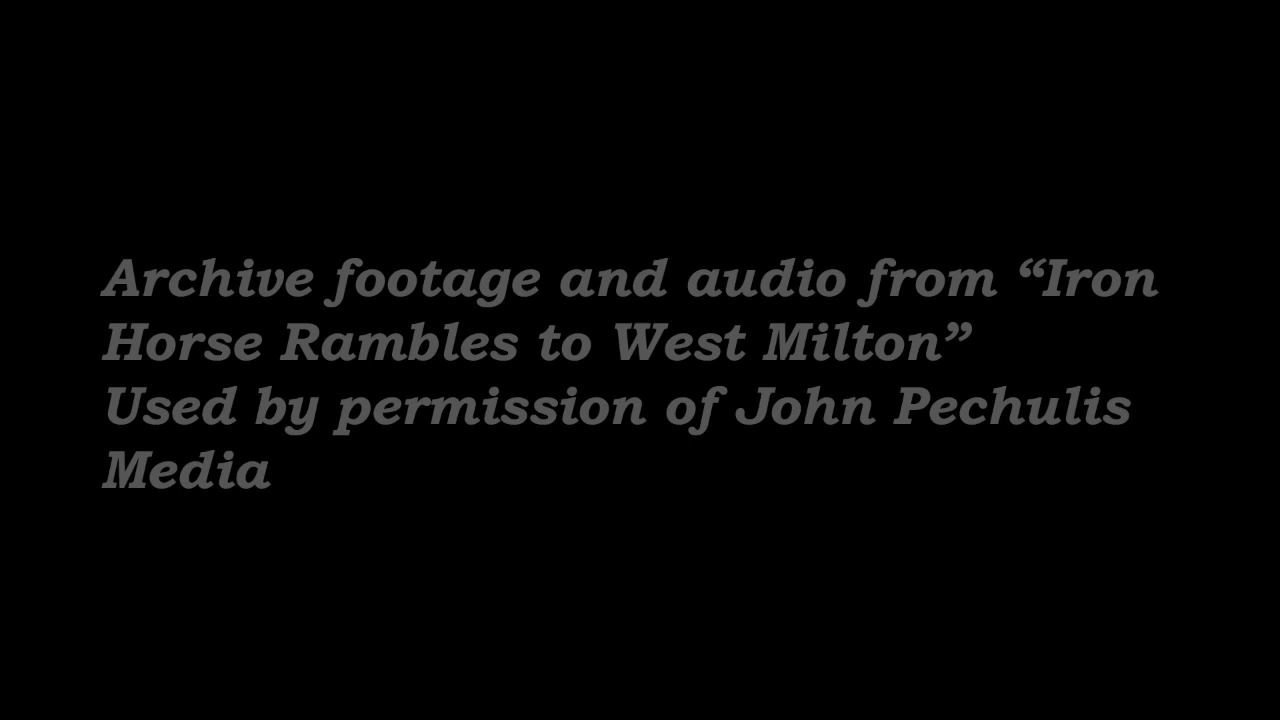 Archive footage and audio from “Iron
Horse Rambles to West Milton”
Used by permission of John Pechulis
Media